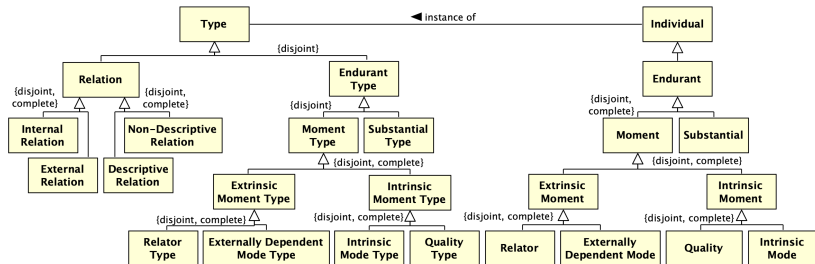 Type
◄ instance of
Individual
{disjoint}
Relation
Endurant
Type
Endurant
{disjoint,
complete}
{disjoint,
complete}
{disjoint}
{disjoint,
complete}
Internal
Relation
Non-Descriptive
Relation
Moment
Type
Substantial
Type
Moment
Substantial
External
Relation
Descriptive
Relation
{disjoint, complete}
{disjoint, complete}
Extrinsic
Moment Type
Intrinsic
Moment Type
Extrinsic
Moment
Intrinsic
Moment
{disjoint, complete}
{disjoint, complete}
{disjoint, complete}
{disjoint, complete}
Relator
Type
Externally Dependent
Mode Type
Intrinsic
Mode Type
Quality
Type
Relator
Externally
Dependent Mode
Quality
Intrinsic
Mode